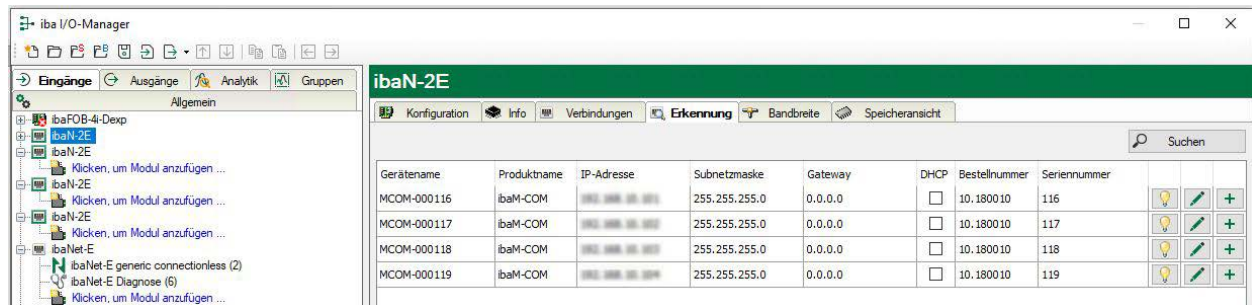 iba I/O-Manager
Eingänge Ausgänge Analytik Gruppen
Allgemein
ibaFOB-4i-Dexp
ibaN-2E
ibaN-2E
Klicken, um Modul anzufügen ...
ibaN-2E
Klicken, um Modul anzufügen ...
ibaN-2E
Klicken, um Modul anzufügen ...
ibaNet-E
ibaNet-E generic connectionless (2)
ibaNet-E Diagnose (6)
Klicken, um Modul anzufügen ...
ibaN-2E
Konfiguration Info Verbindungen Erkennung Bandbreite Speicheransicht
Suchen
Gerätename Produktname IP-Adresse Subnetzmaske Gateway DHCP Bestellnummer Seriennummer
MCOM-000116 ibaM-COM 255.255.255.0 0.0.0.0 10.180010 116
MCOM-000117 ibaM-COM 255.255.255.0 0.0.0.0 10.180010 117
MCOM-000118 ibaM-COM 255.255.255.0 0.0.0.0 10.180010 118
MCOM-000119 ibaM-COM 255.255.255.0 0.0.0.0 10.180010 119